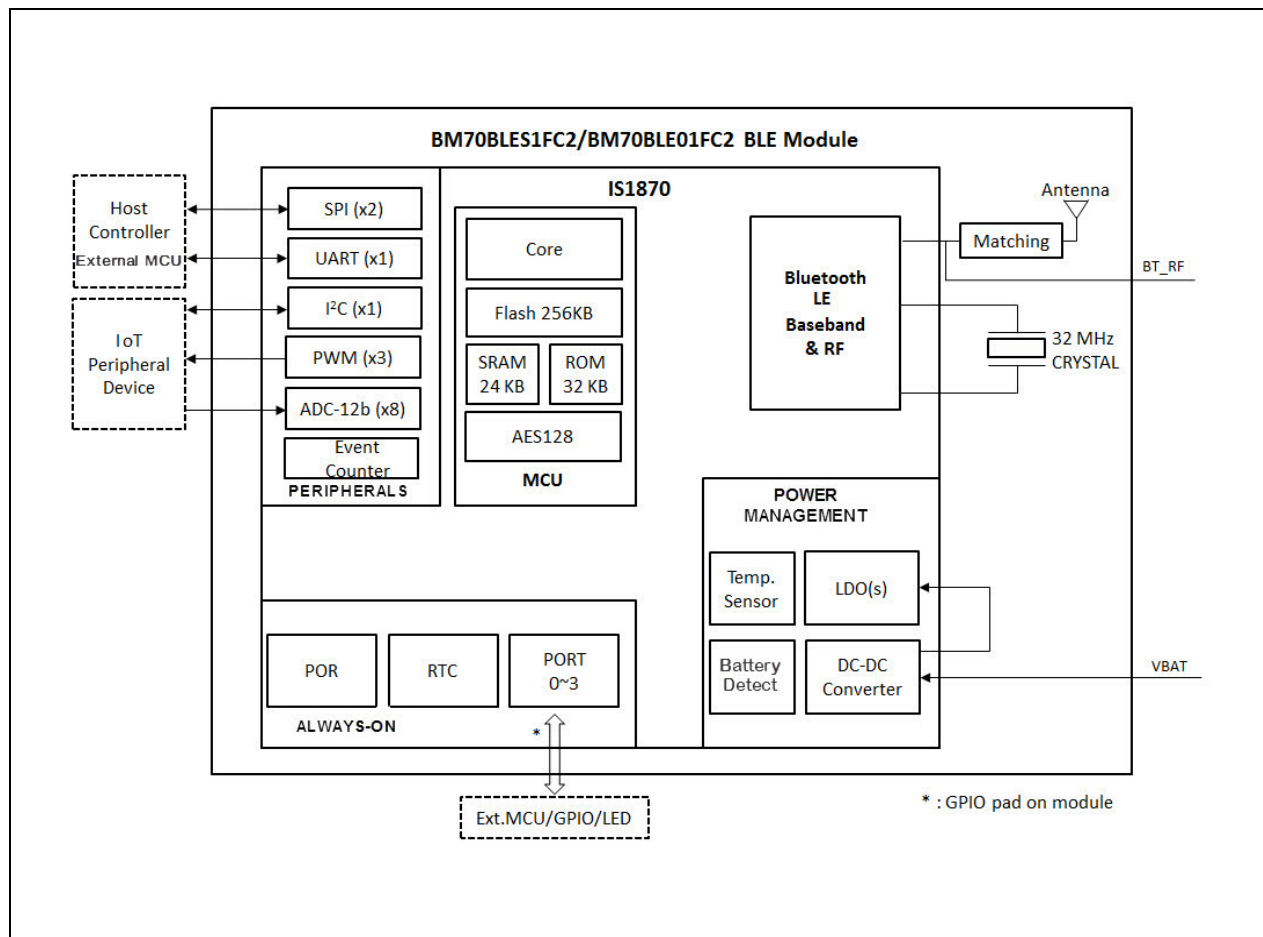 BM70BLES1FC2/BM70BLE01FC2 BLE Module
IS1870
Host
Controller
External MCU
IoT
Peripheral
Device
SPI (x2)
UART (x1)
I²C (x1)
PWM (x3)
ADC-12b (x8)
Event
Counter
PERIPHERALS
Core
Flash 256KB
SRAM
24 KB
ROM
32 KB
AES128
MCU
Bluetooth
LE
Baseband
& RF
Antenna
Matching
BT_RF
32 MHz
CRYSTAL
POWER
MANAGEMENT
Temp.
Sensor
LDO(s)
Battery
Detect
DC-DC
Converter
VBAT
POR
RTC
PORT
0~3
ALWAYS-ON
*
Ext.MCU/GPIO/LED
* : GPIO pad on module